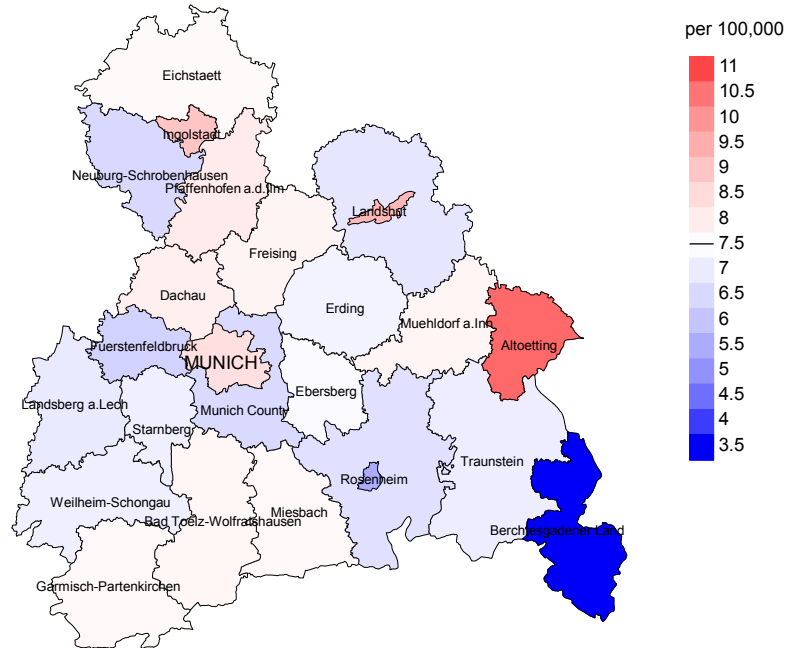 per 100,000
11
10.5
10
9.5
9
8.5
8
7.5
7
6.5
6
5.5
5
4.5
4
3.5
Eichstaett
Ingolstadt
Neuburg-Schrobenhausen
Pfaffenhofen a.d.Ilm
Landshut
Freising
Dachau
Erding
Muehldorf a.Inn
Altoetting
Fuerstenfeldbruck
MUNICH
Ebersberg
Landsberg a.Lech
Munich County
Starnberg
Traunstein
Rosenheim
Weilheim-Schongau
Miesbach
Bad Toelz-Wolfratshausen
Berchtesgadener Land
Garmisch-Partenkirchen